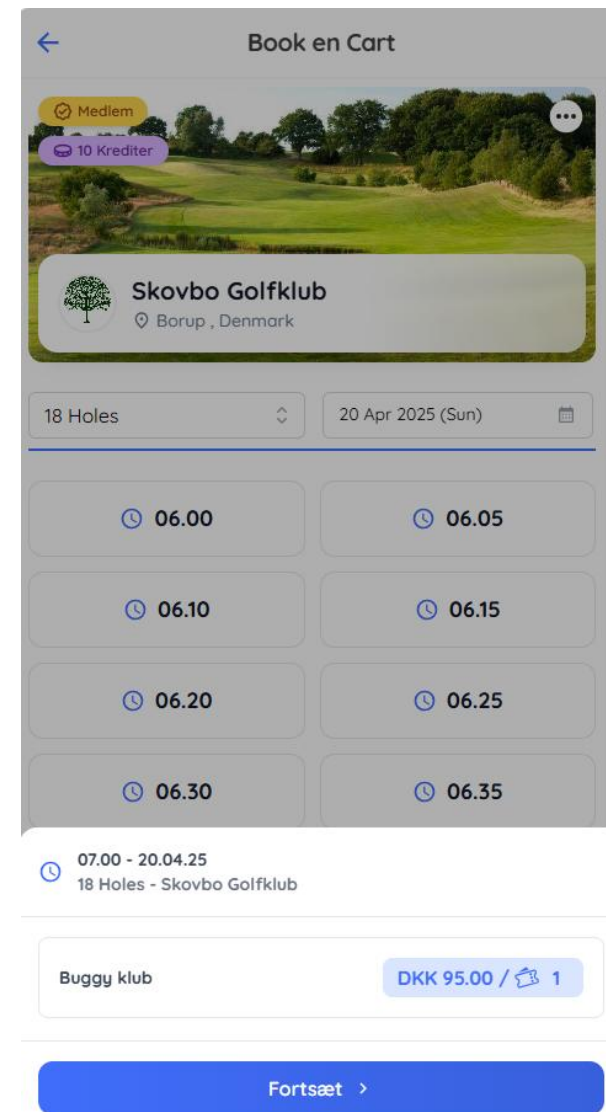 Book en Cart
Medlem
10 Krediter
Skovbo Golfklub
Borup , Denmark
18 Holes
20 Apr 2025 (Sun)
06.00
06.05
06.10
06.15
06.20
06.25
06.30
06.35
07.00 - 20.04.25
18 Holes - Skovbo Golfklub
Buggy klub
DKK 95.00 / 1
Fortsæt